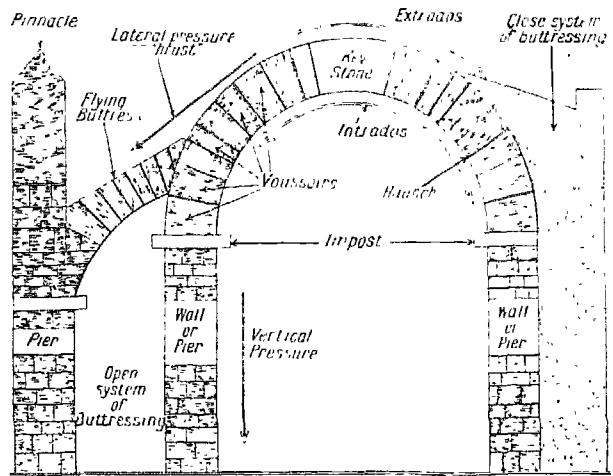 Pinnacle
Lateral pressure
"thrust"
Extrados
Close system
of buttressing
Flying
Buttress
Key
Stone
Intrados
Voussoirs
Haunch
Impost
Pier
Wall
or
Pier
Vertical
Pressure
Wall
or
Pier
Open
system
of
Buttressing